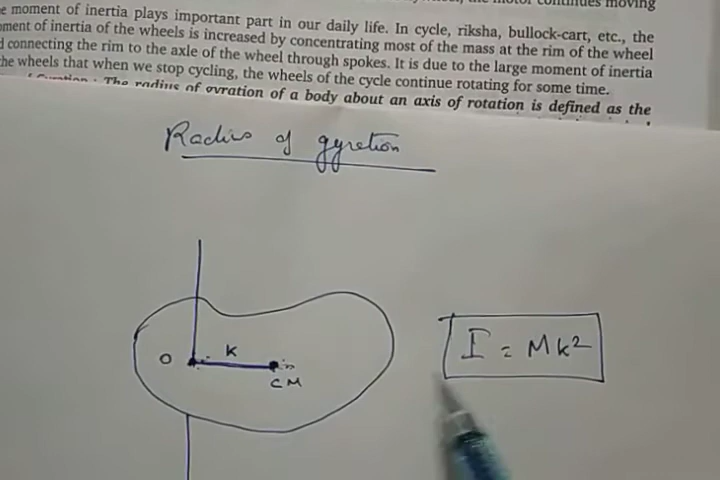 moment of inertia plays important part in our daily life. In cycle, riksha, bullock-cart, etc., the
ment of inertia of the wheels is increased by concentrating most of the mass at the rim of the wheel
connecting the rim to the axle of the wheel through spokes. It is due to the large moment of inertia
the wheels that when we stop cycling, the wheels of the cycle continue rotating for some time.
The radius of gyration of a body about an axis of rotation is defined as the
Radius of gyration
K
O
CM
I = MK²